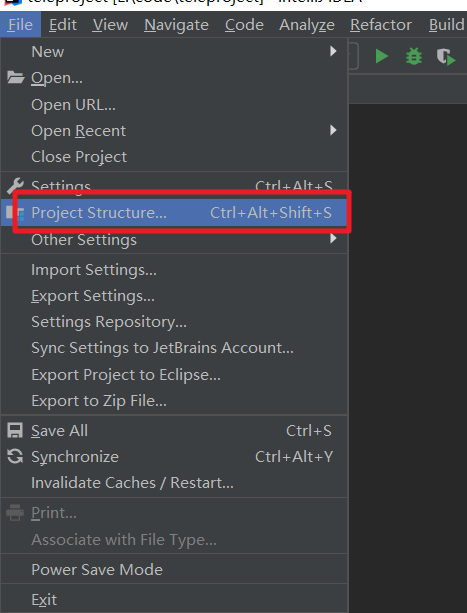 teleproject [E:\code\teleproject] - IntelliJ IDEA
File Edit View Navigate Code Analyze Refactor Build
New
Open...
Open URL...
Open Recent
Close Project
Settings... Ctrl+Alt+S
Project Structure... Ctrl+Alt+Shift+S
Other Settings
Import Settings...
Export Settings...
Settings Repository...
Sync Settings to JetBrains Account...
Export Project to Eclipse...
Export to Zip File...
Save All Ctrl+S
Synchronize Ctrl+Alt+Y
Invalidate Caches / Restart...
Print...
Associate with File Type...
Power Save Mode
Exit